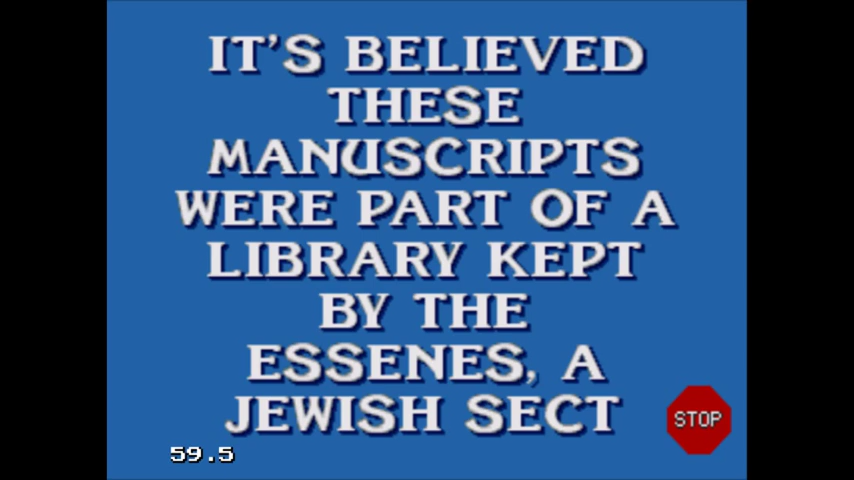 IT'S BELIEVED
THESE
MANUSCRIPTS
WERE PART OF A
LIBRARY KEPT
BY THE
ESSENES, A
JEWISH SECT
STOP
59.5